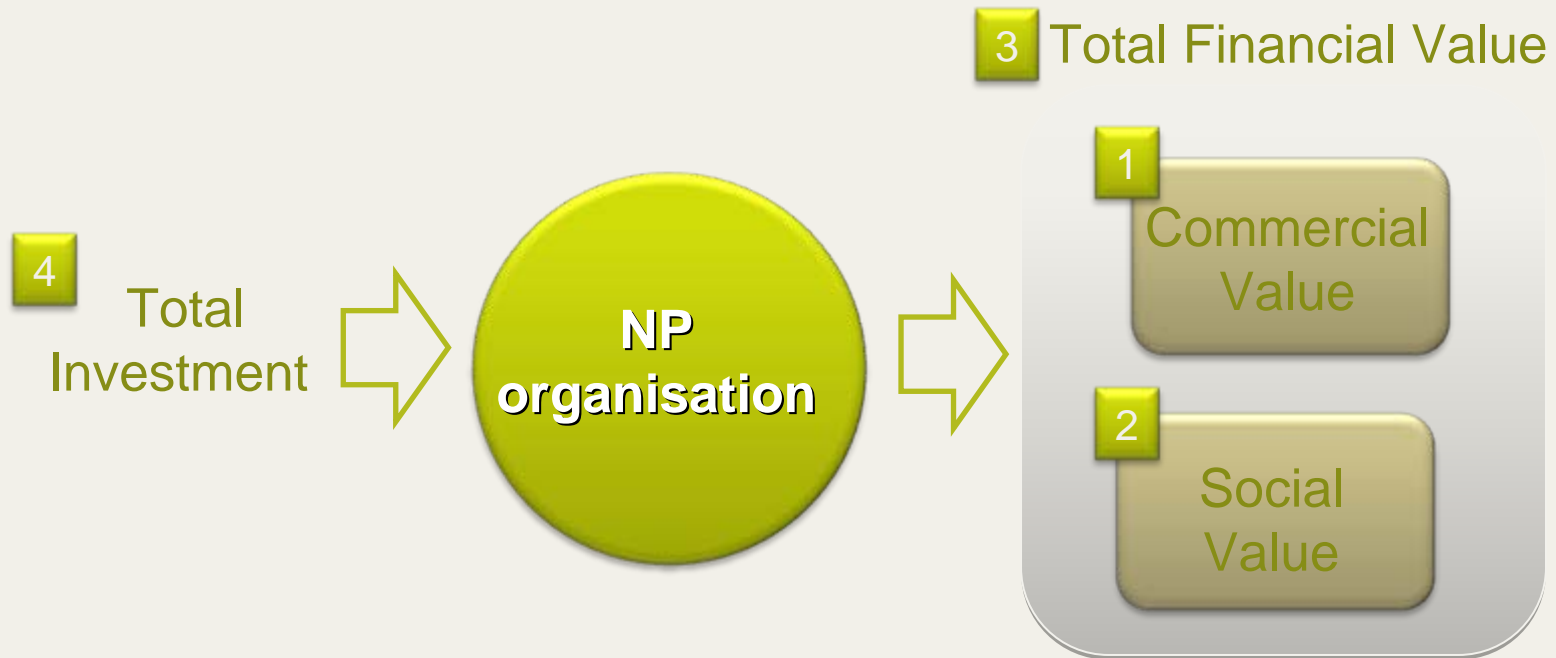 3 Total Financial Value
1
Commercial
Value
4
Total
Investment
NP
organisation
2
Social
Value